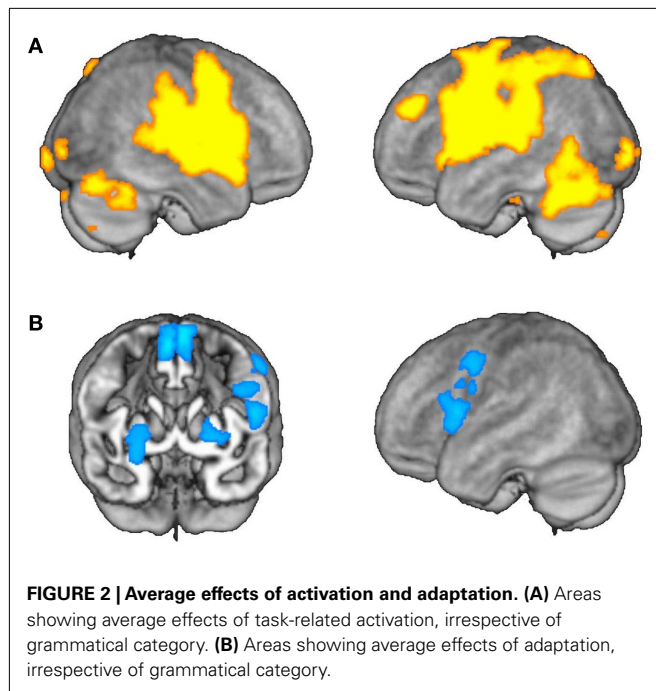 A
B
FIGURE 2 | Average effects of activation and adaptation. (A) Areas
showing average effects of task-related activation, irrespective of
grammatical category. (B) Areas showing average effects of adaptation,
irrespective of grammatical category.